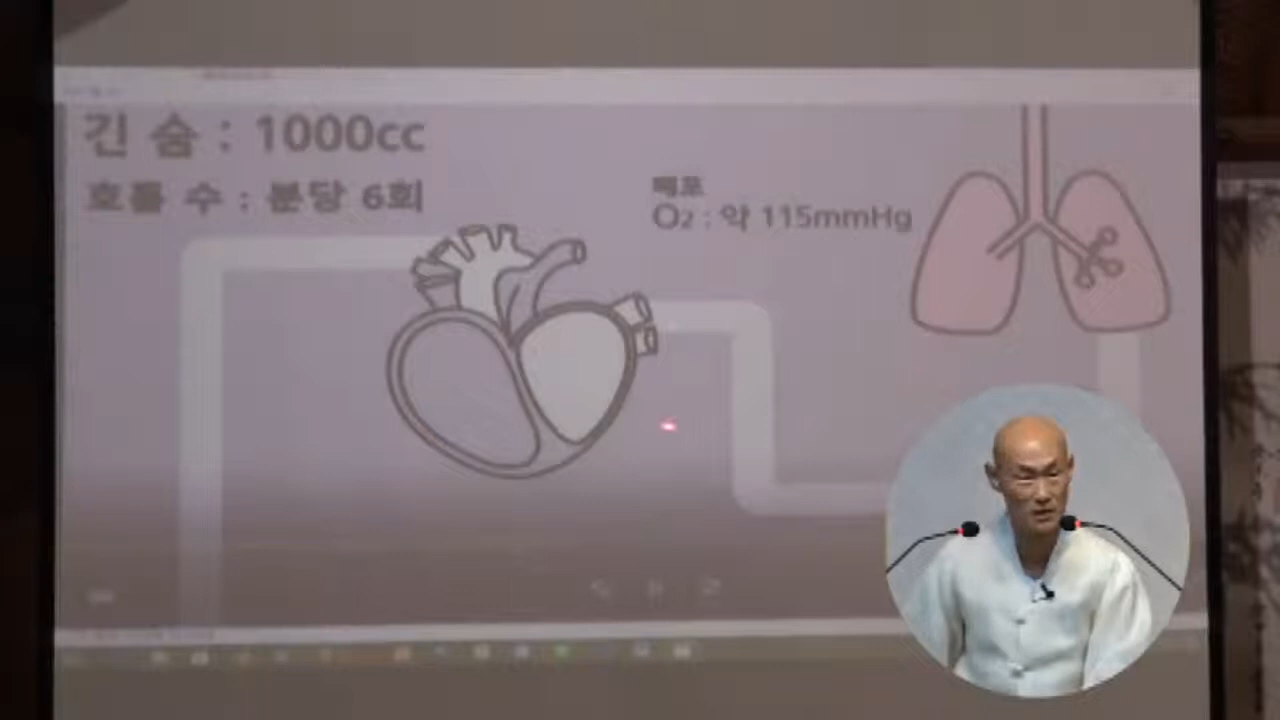 긴 숨 : 1000cc
호흡 수 : 분당 6회
폐포
O₂ : 약 115mmHg